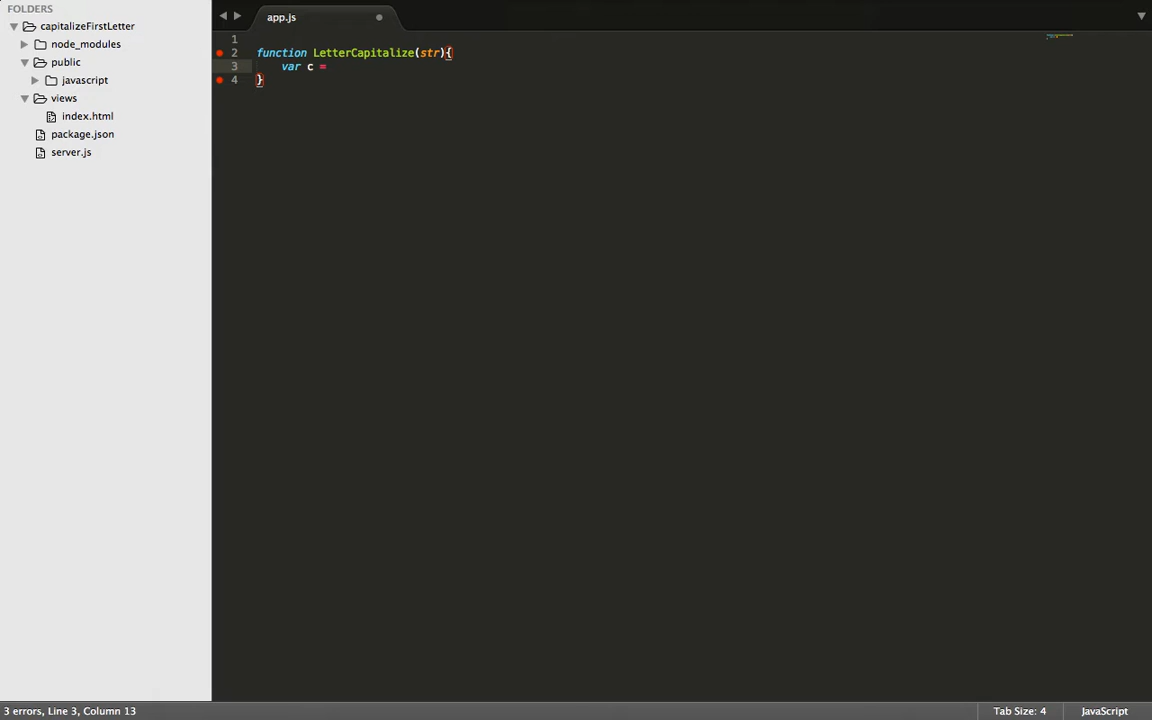 FOLDERS
capitalizeFirstLetter
node_modules
public
javascript
views
index.html
package.json
server.js
app.js
1
2 function LetterCapitalize(str){
3 var c =
4 }
3 errors, Line 3, Column 13
Tab Size: 4
JavaScript